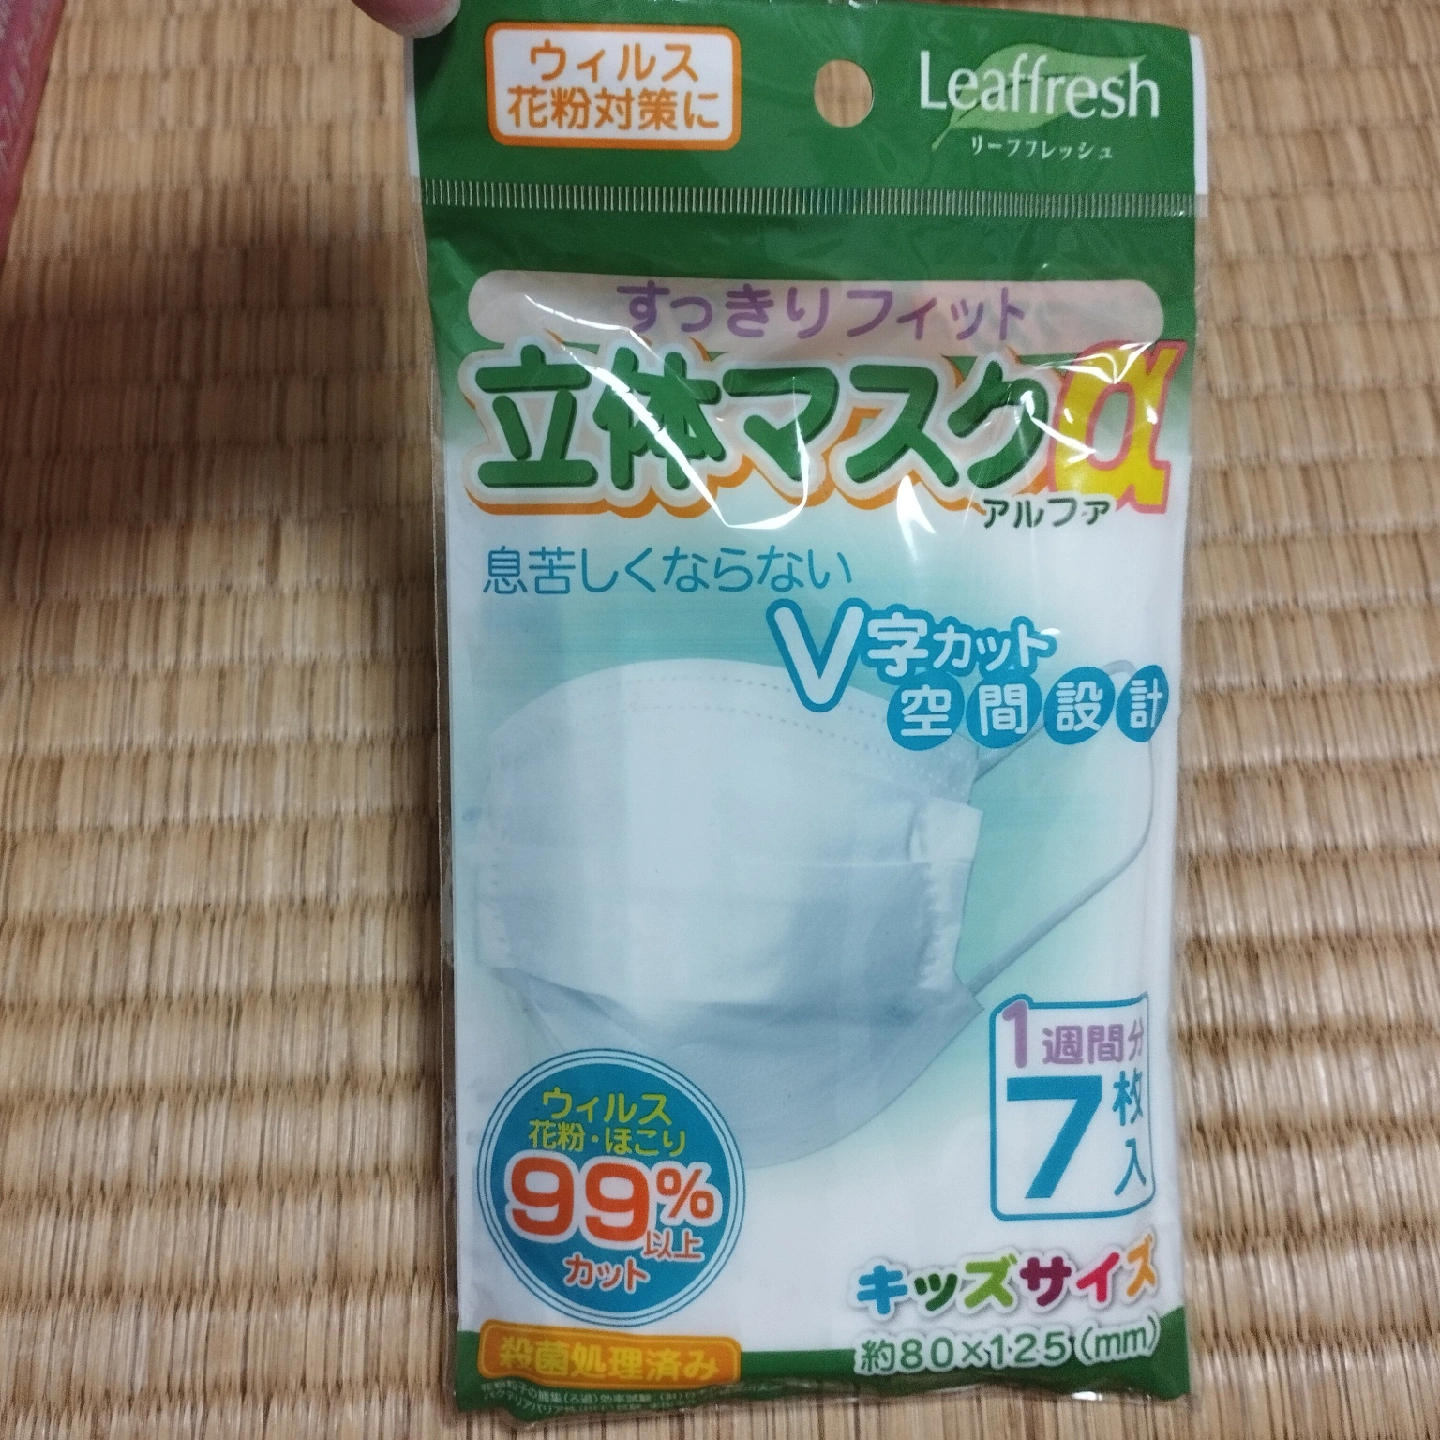 ウィルス
花粉対策に
Leaffresh
リーフフレッシュ
すっきりフィット
立体マスクα
アルファ
息苦しくならない
V字カット
空間設計
1週間分
7枚入
ウィルス
花粉・ほこり
99%
以上
カット
キッズサイズ
約80×125(mm)
殺菌処理済み